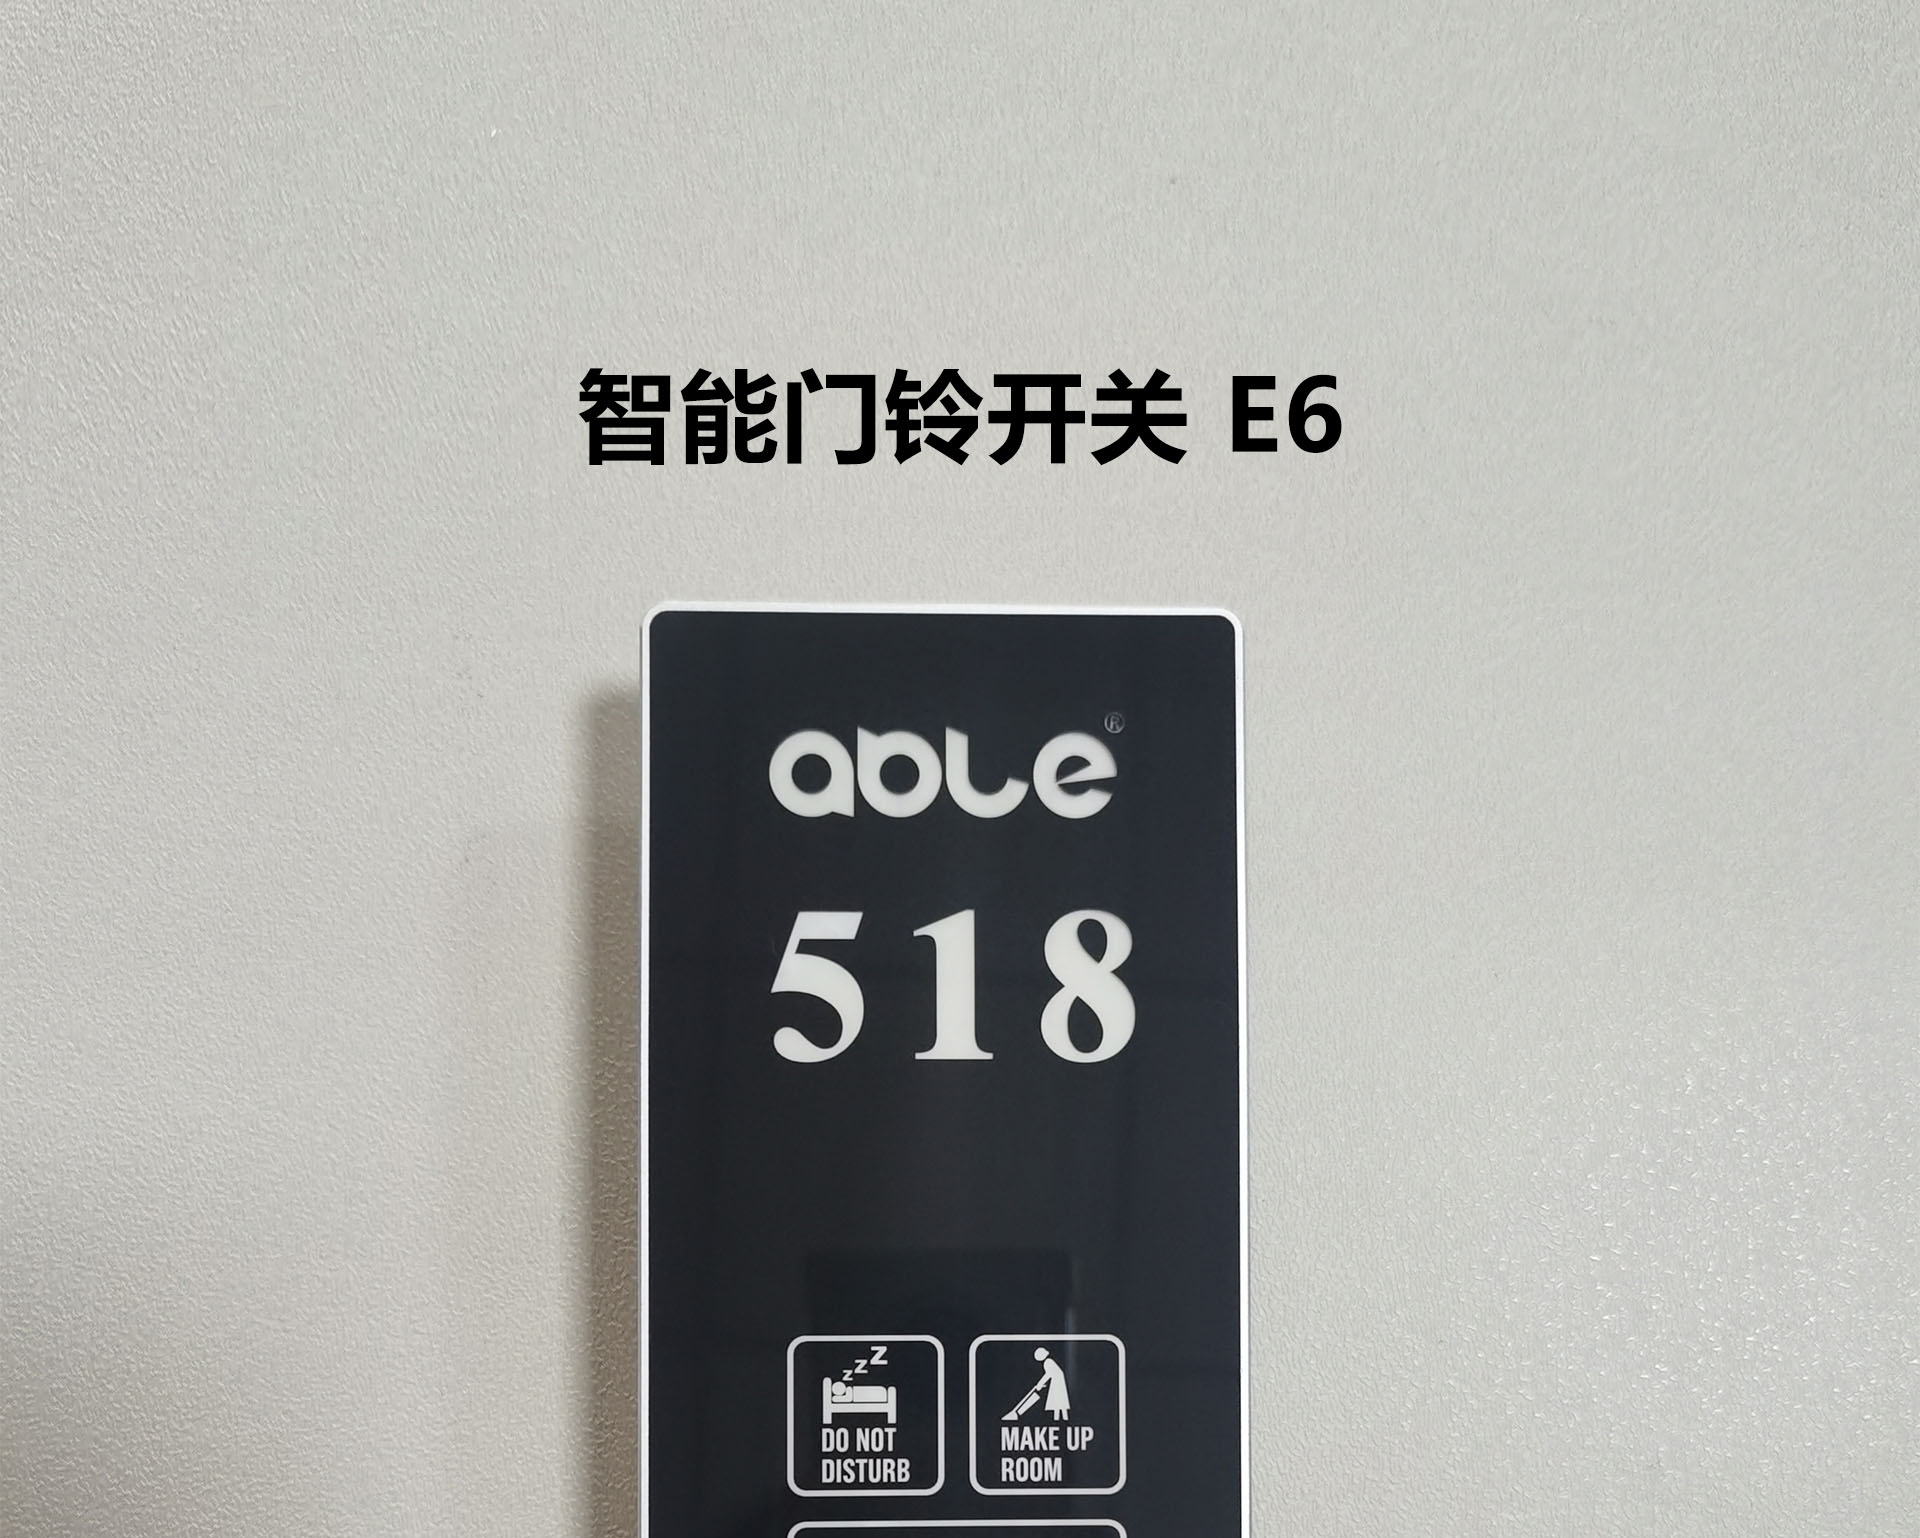 智能门铃开关 E6
able®
518
z z Z
DO NOT
DISTURB
MAKE UP
ROOM